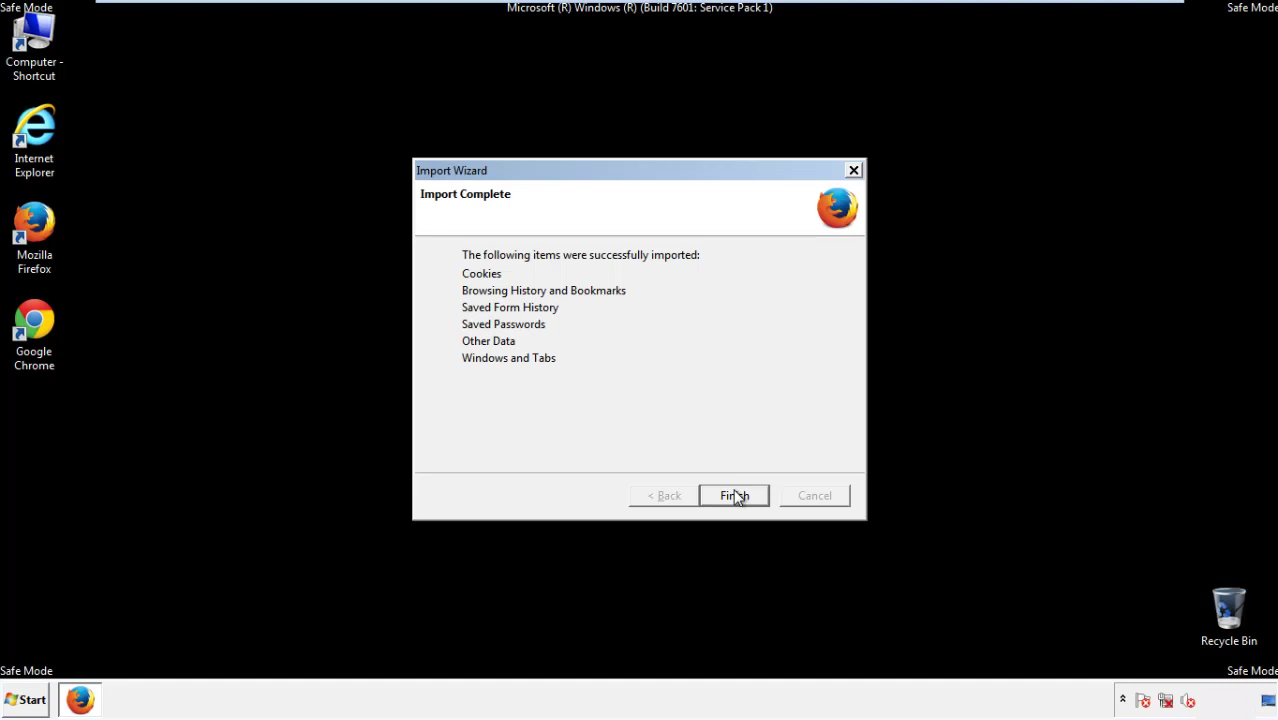 Safe Mode
Microsoft (R) Windows (R) (Build 7601: Service Pack 1)
Safe Mode
Computer -
Shortcut
Internet
Explorer
Mozilla
Firefox
Google
Chrome
Import Wizard
Import Complete
The following items were successfully imported:
Cookies
Browsing History and Bookmarks
Saved Form History
Saved Passwords
Other Data
Windows and Tabs
< Back
Finish
Cancel
Recycle Bin
Safe Mode
Safe Mode
Start